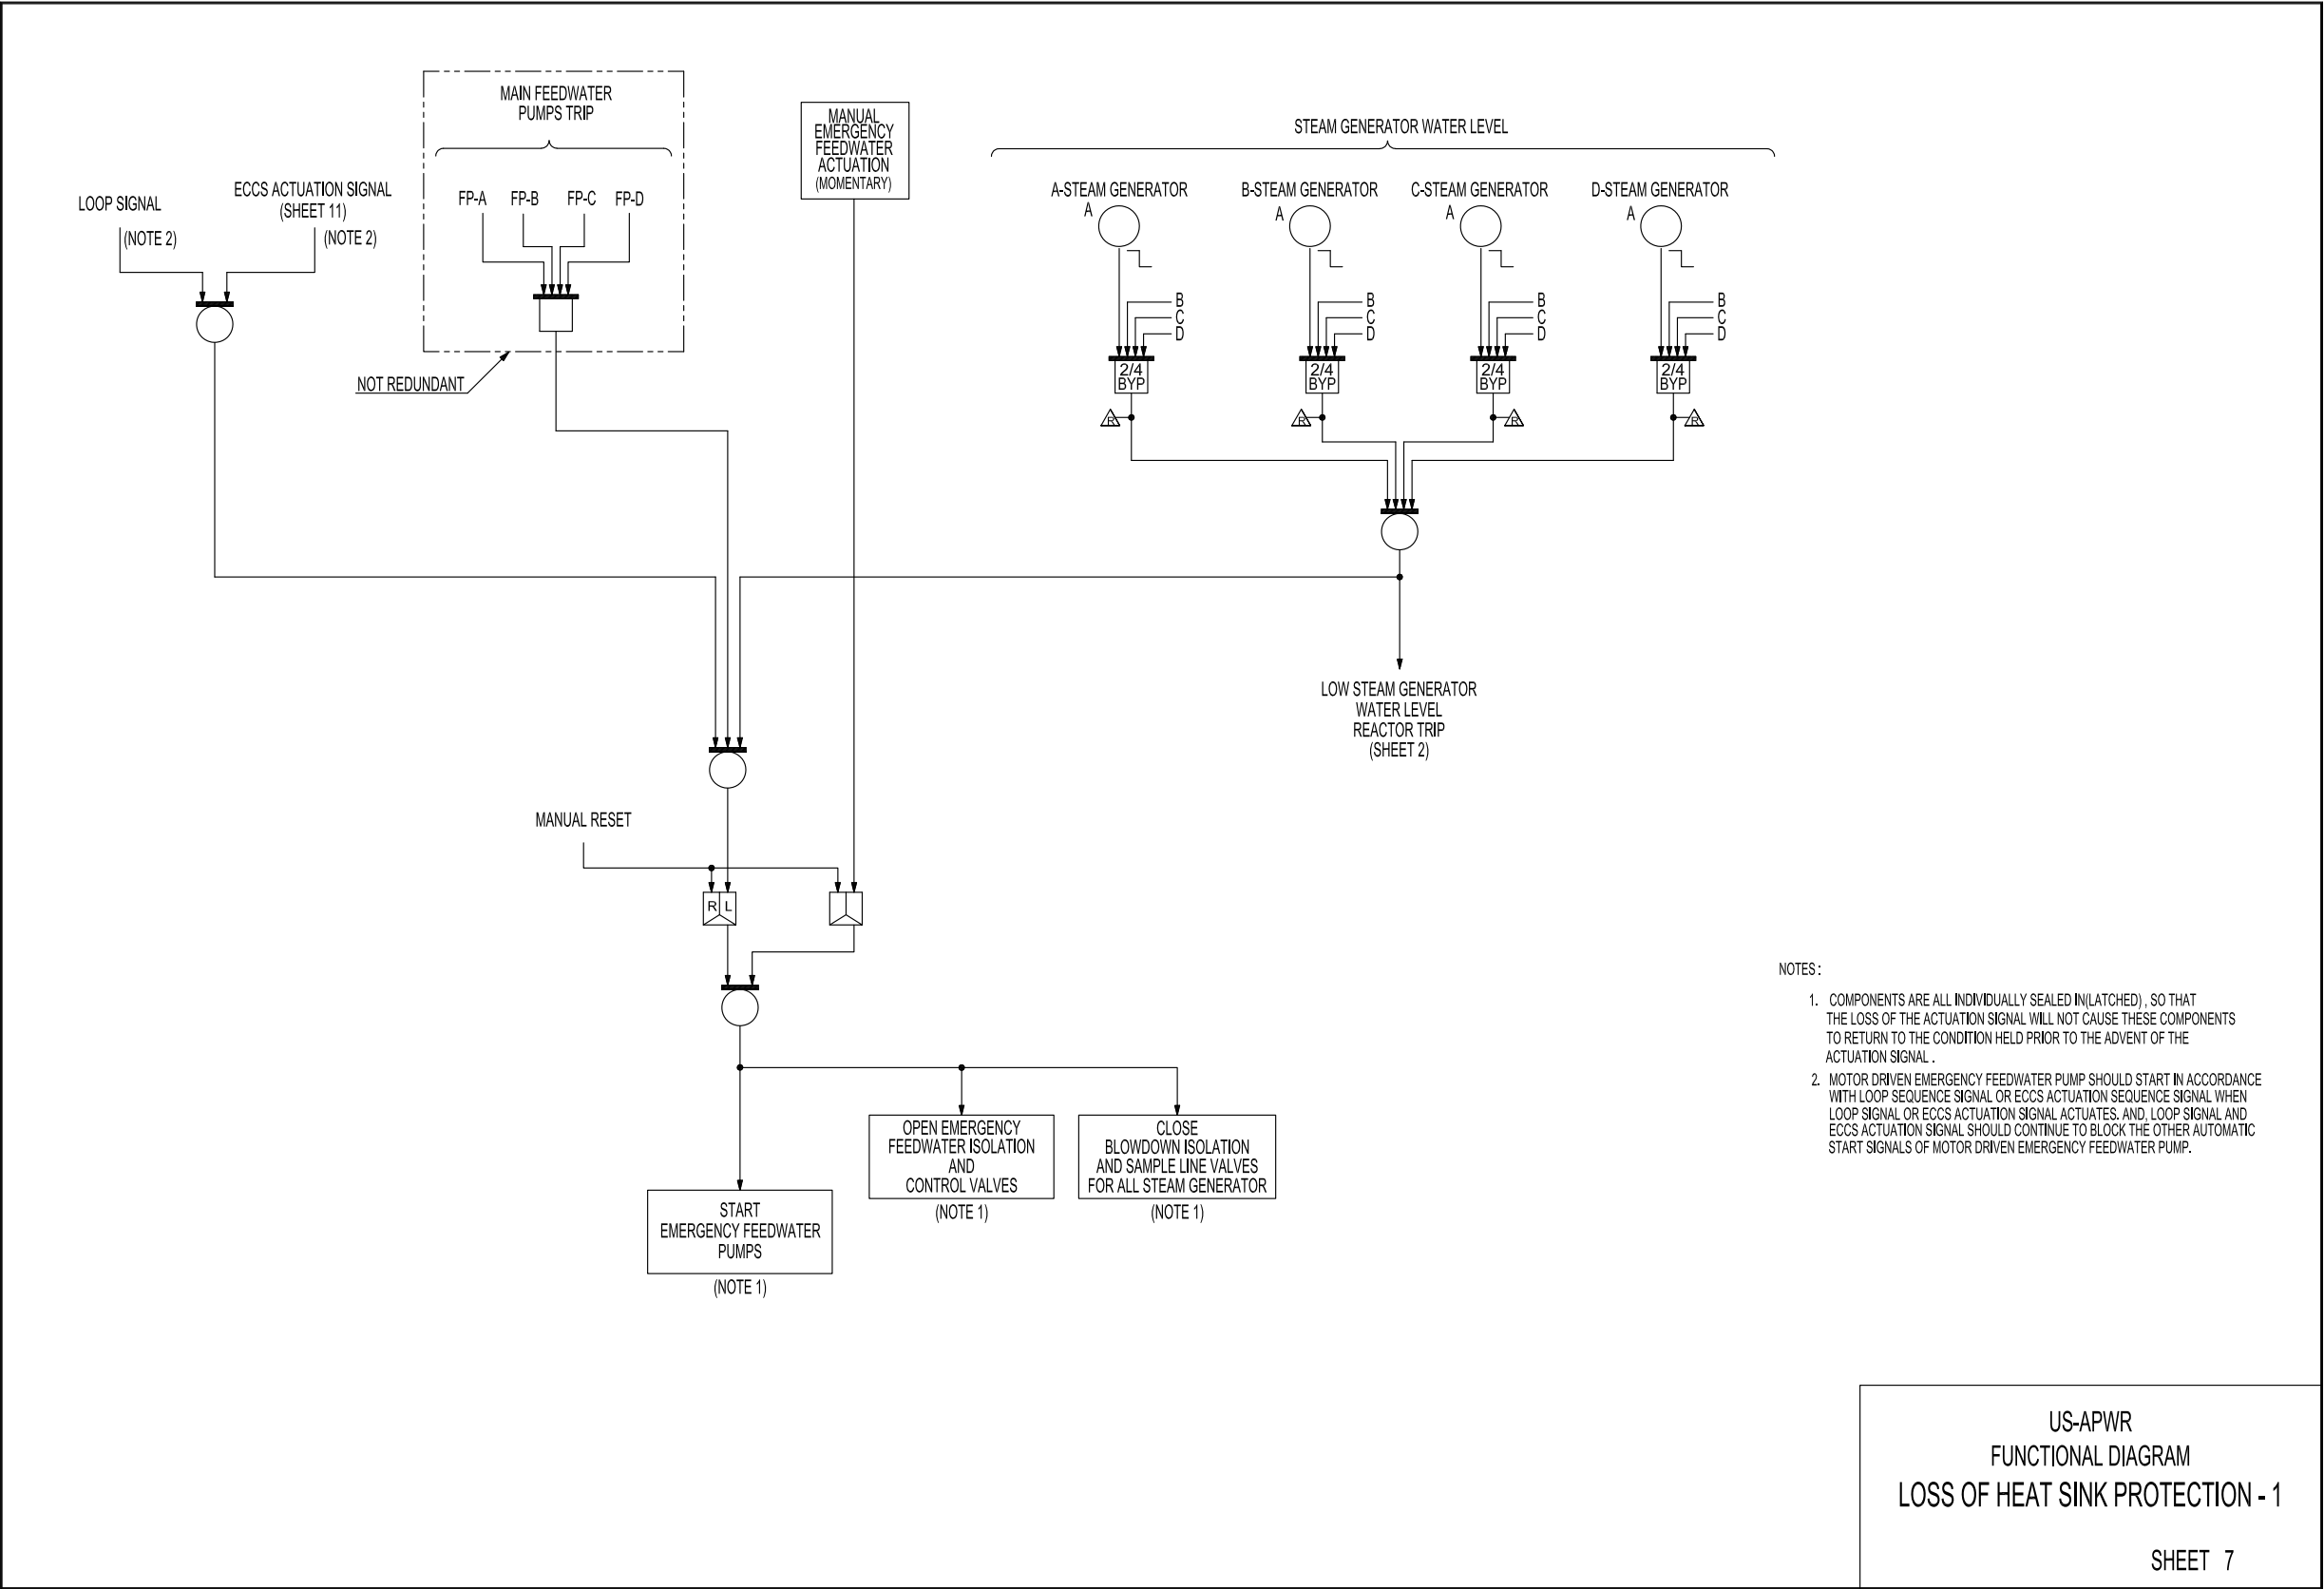 MAIN FEEDWATER
PUMPS TRIP
FP-A FP-B FP-C FP-D
NOT REDUNDANT
LOOP SIGNAL
(NOTE 2)
ECCS ACTUATION SIGNAL
(SHEET 11)
(NOTE 2)
MANUAL
EMERGENCY
FEEDWATER
ACTUATION
(MOMENTARY)
STEAM GENERATOR WATER LEVEL
A-STEAM GENERATOR B-STEAM GENERATOR C-STEAM GENERATOR D-STEAM GENERATOR
A A A A
B B B B
C C C C
D D D D
2/4 2/4 2/4 2/4
BYP BYP BYP BYP
R R R R
LOW STEAM GENERATOR
WATER LEVEL
REACTOR TRIP
(SHEET 2)
MANUAL RESET
R L
OPEN EMERGENCY
FEEDWATER ISOLATION
AND
CONTROL VALVES
(NOTE 1)
CLOSE
BLOWDOWN ISOLATION
AND SAMPLE LINE VALVES
FOR ALL STEAM GENERATOR
(NOTE 1)
START
EMERGENCY FEEDWATER
PUMPS
(NOTE 1)
NOTES :
1. COMPONENTS ARE ALL INDIVIDUALLY SEALED IN(LATCHED) , SO THAT
THE LOSS OF THE ACTUATION SIGNAL WILL NOT CAUSE THESE COMPONENTS
TO RETURN TO THE CONDITION HELD PRIOR TO THE ADVENT OF THE
ACTUATION SIGNAL .
2. MOTOR DRIVEN EMERGENCY FEEDWATER PUMP SHOULD START IN ACCORDANCE
WITH LOOP SEQUENCE SIGNAL OR ECCS ACTUATION SEQUENCE SIGNAL WHEN
LOOP SIGNAL OR ECCS ACTUATION SIGNAL ACTUATES. AND, LOOP SIGNAL AND
ECCS ACTUATION SIGNAL SHOULD CONTINUE TO BLOCK THE OTHER AUTOMATIC
START SIGNALS OF MOTOR DRIVEN EMERGENCY FEEDWATER PUMP.
US-APWR
FUNCTIONAL DIAGRAM
LOSS OF HEAT SINK PROTECTION - 1
SHEET 7